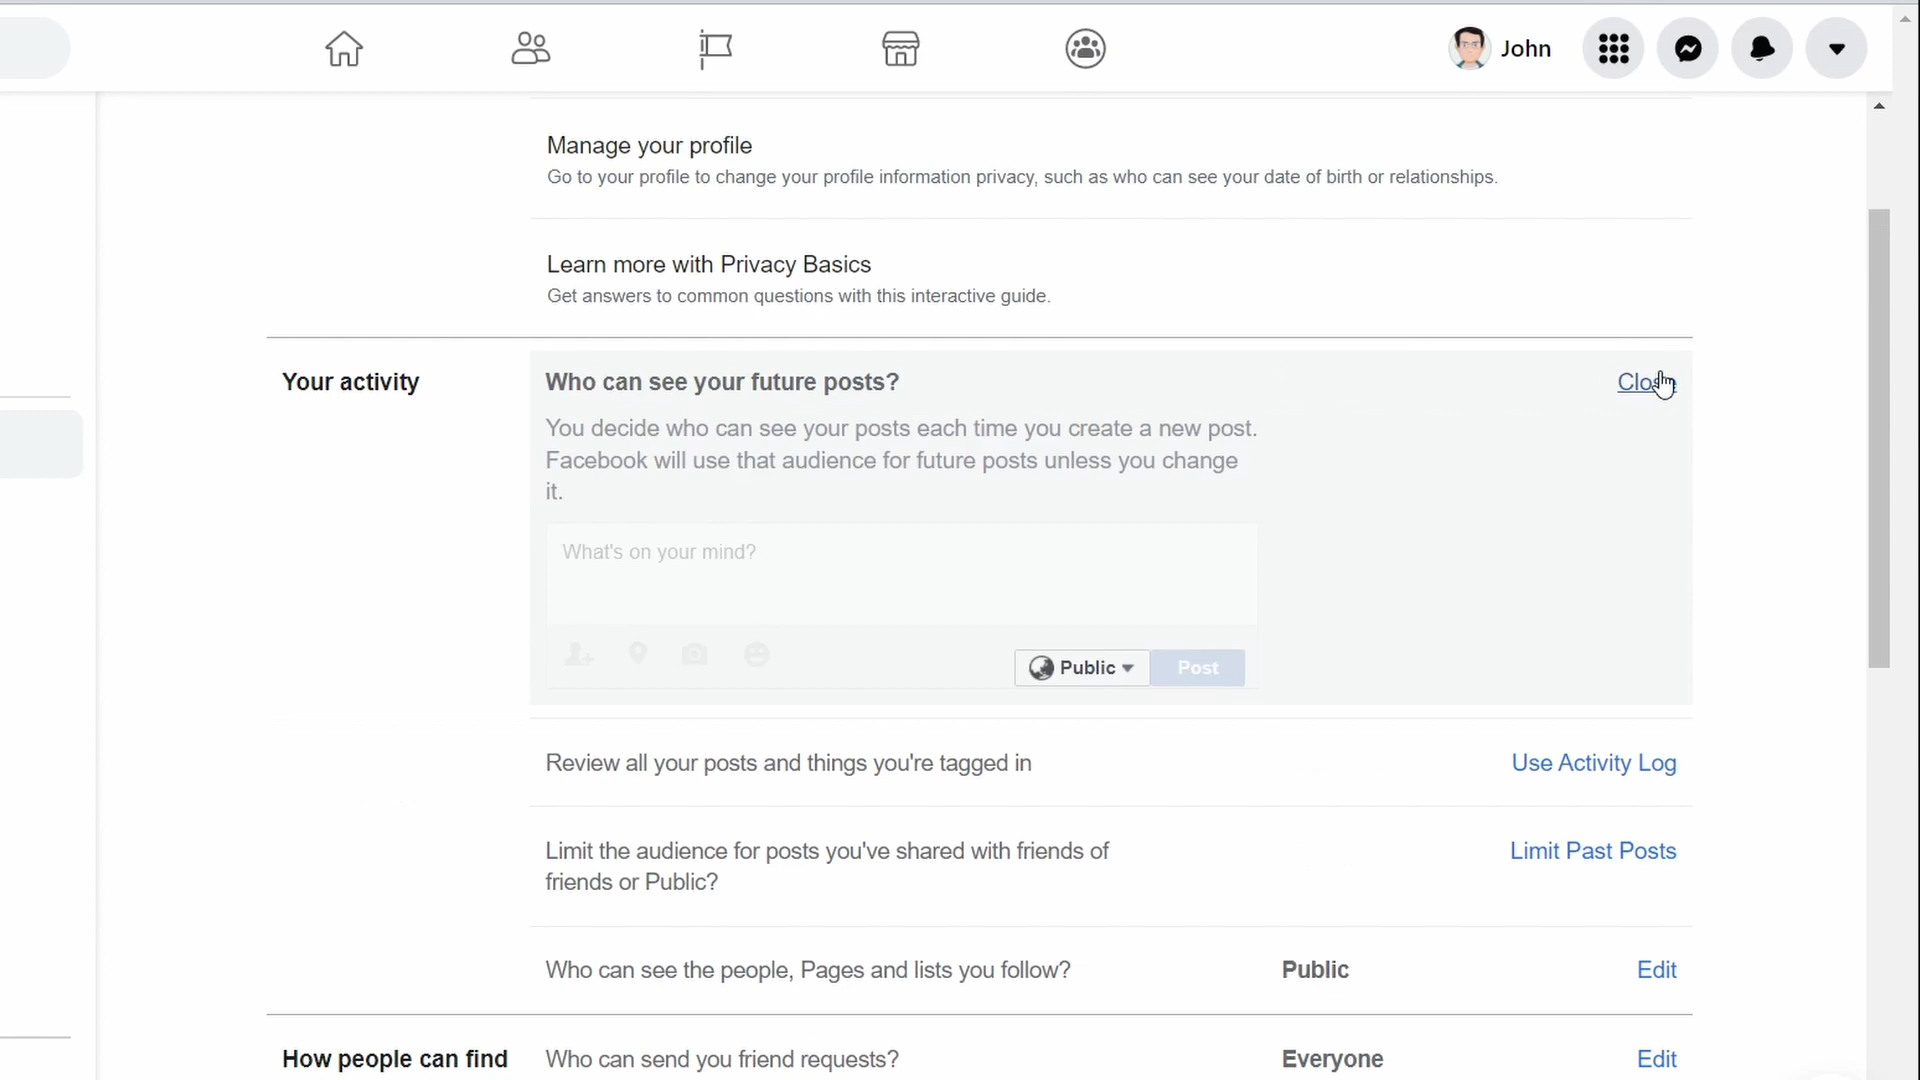 John
Manage your profile
Go to your profile to change your profile information privacy, such as who can see your date of birth or relationships.
Learn more with Privacy Basics
Get answers to common questions with this interactive guide.
Your activity
Who can see your future posts?
Close
You decide who can see your posts each time you create a new post.
Facebook will use that audience for future posts unless you change
it.
What's on your mind?
Public
Post
Review all your posts and things you're tagged in
Use Activity Log
Limit the audience for posts you've shared with friends of
friends or Public?
Limit Past Posts
Who can see the people, Pages and lists you follow?
Public
Edit
How people can find
Who can send you friend requests?
Everyone
Edit